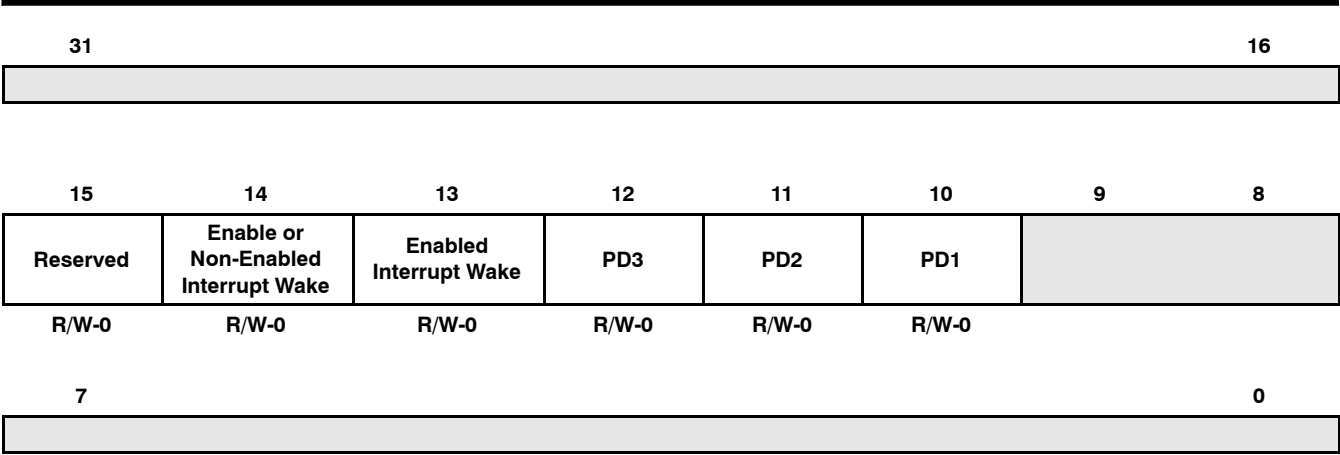 31 16
15 14 13 12 11 10 9 8
Reserved
Enable or
Non-Enabled
Interrupt Wake
Enabled
Interrupt Wake
PD3
PD2
PD1
R/W-0 R/W-0 R/W-0 R/W-0 R/W-0 R/W-0
7 0